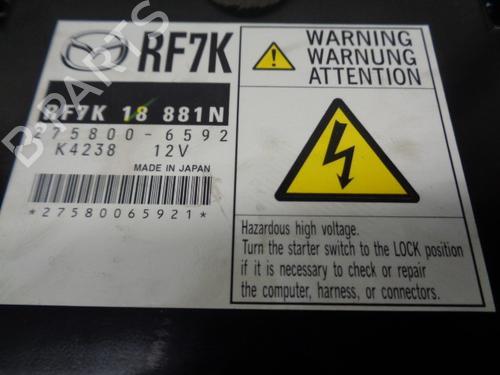 RF7K
RF7K 18 881N
275800-6592
K4238 12V
MADE IN JAPAN
*27580065921*
WARNING
WARNUNG
ATTENTION
Hazardous high voltage.
Turn the starter switch to the LOCK position
if it is necessary to check or repair
the computer, harness, or connectors.
B-PARTS